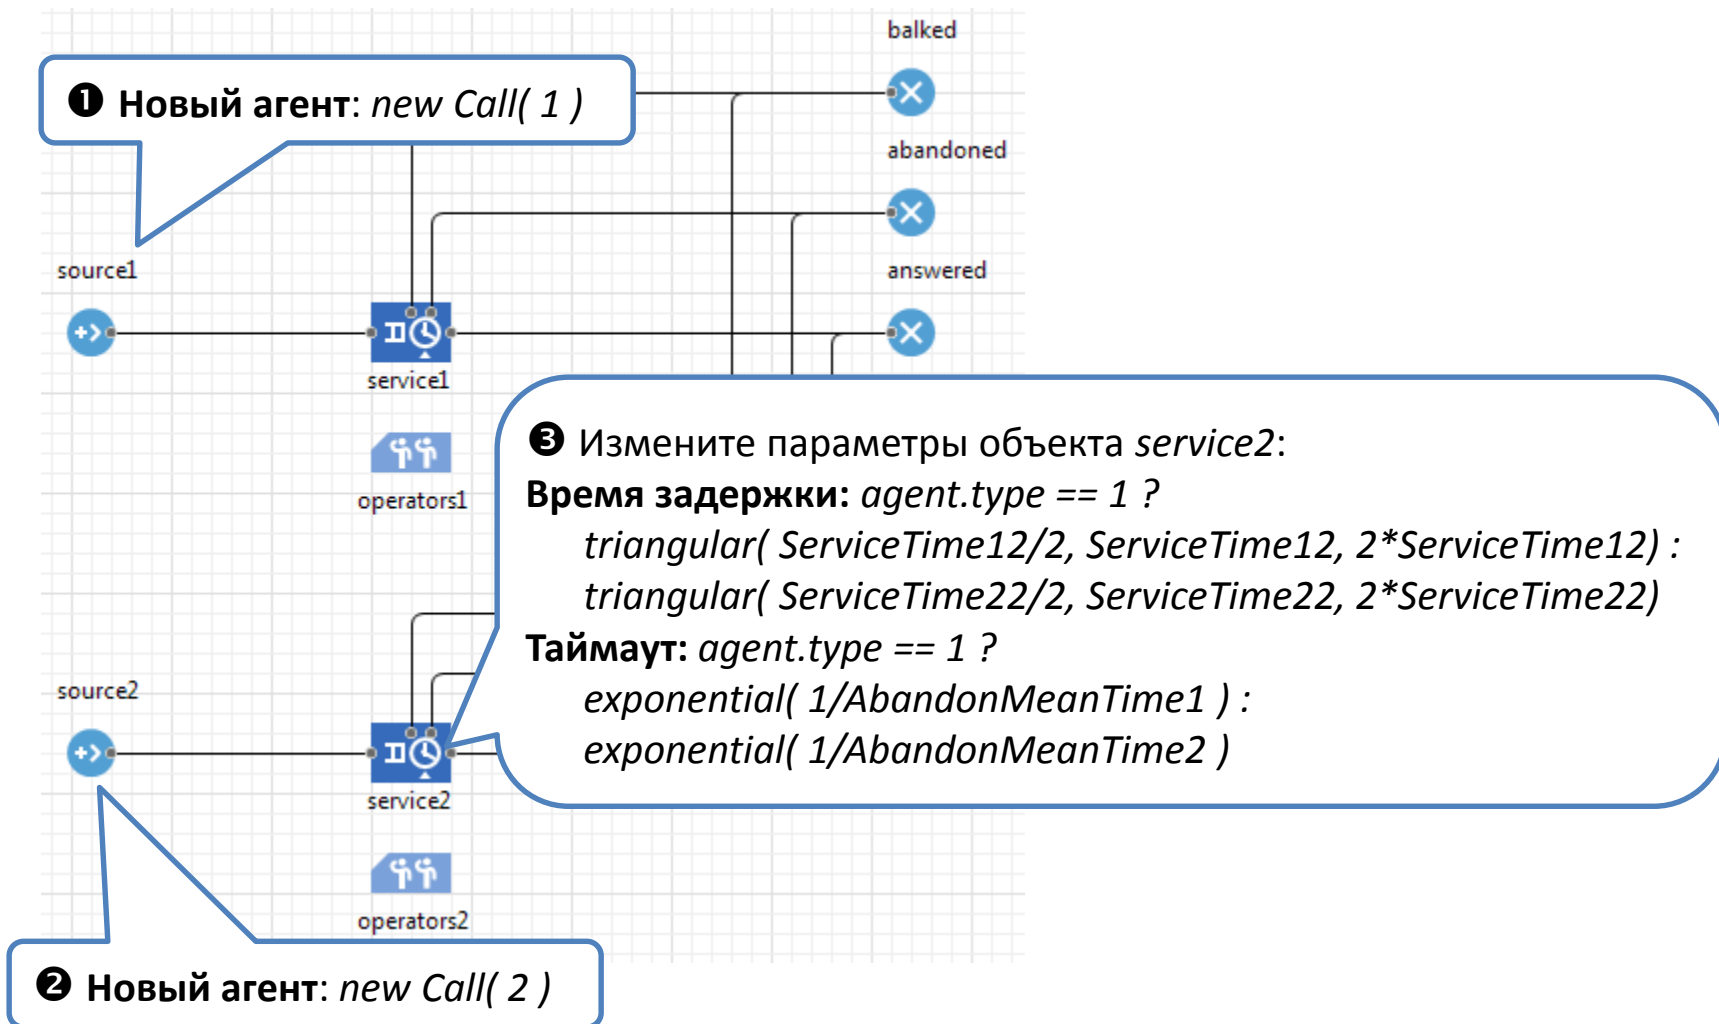 balked
❶ Новый агент: new Call( 1 )
abandoned
source1
answered
service1
operators1
❸ Измените параметры объекта service2:
Время задержки: agent.type == 1 ?
triangular( ServiceTime12/2, ServiceTime12, 2*ServiceTime12) :
triangular( ServiceTime22/2, ServiceTime22, 2*ServiceTime22)
Таймаут: agent.type == 1 ?
exponential( 1/AbandonMeanTime1 ) :
exponential( 1/AbandonMeanTime2 )
source2
service2
operators2
❷ Новый агент: new Call( 2 )